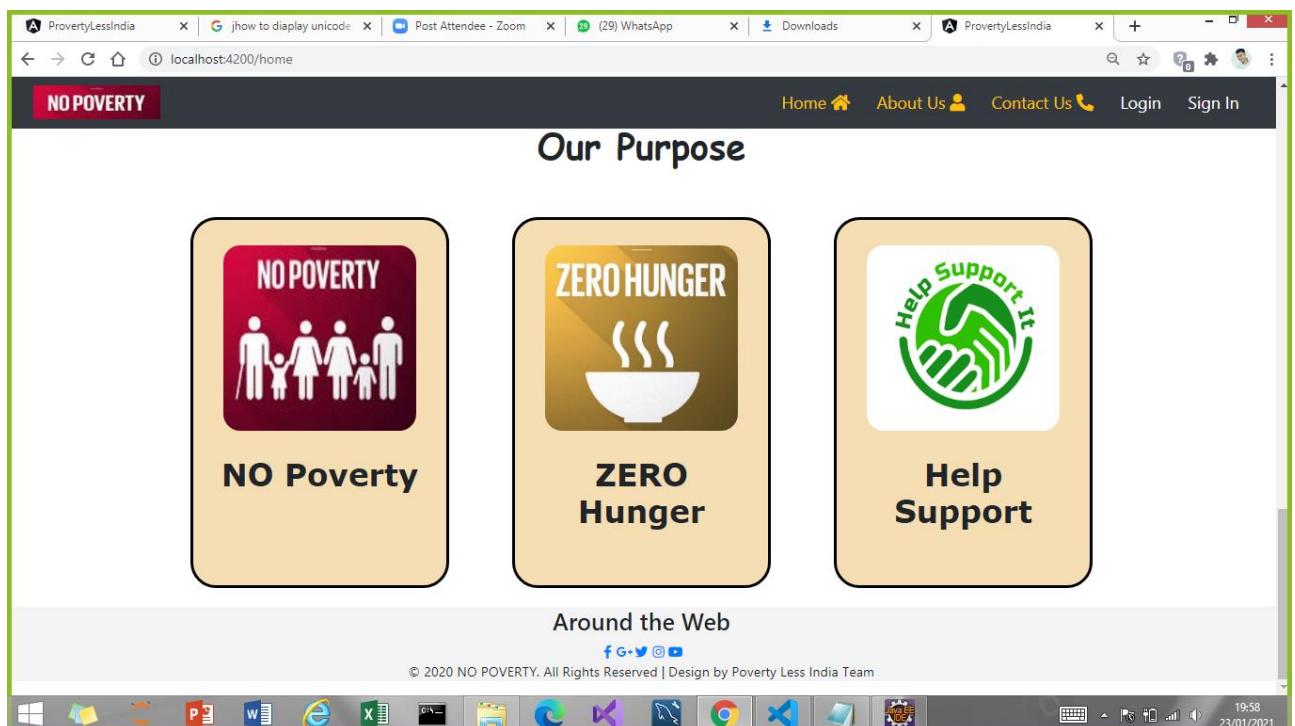 ProvertyLessIndia
jhow to diaplay unicode
Post Attendee - Zoom
29
(29) WhatsApp
Downloads
ProvertyLessIndia
localhost:4200/home
0
NO POVERTY
Home
About Us
Contact Us
Login
Sign In
Our Purpose
NO POVERTY
ZERO HUNGER
Help Support It
NO Poverty
ZERO
Hunger
Help
Support
Around the Web
© 2020 NO POVERTY. All Rights Reserved | Design by Poverty Less India Team
19:58
23/01/2021